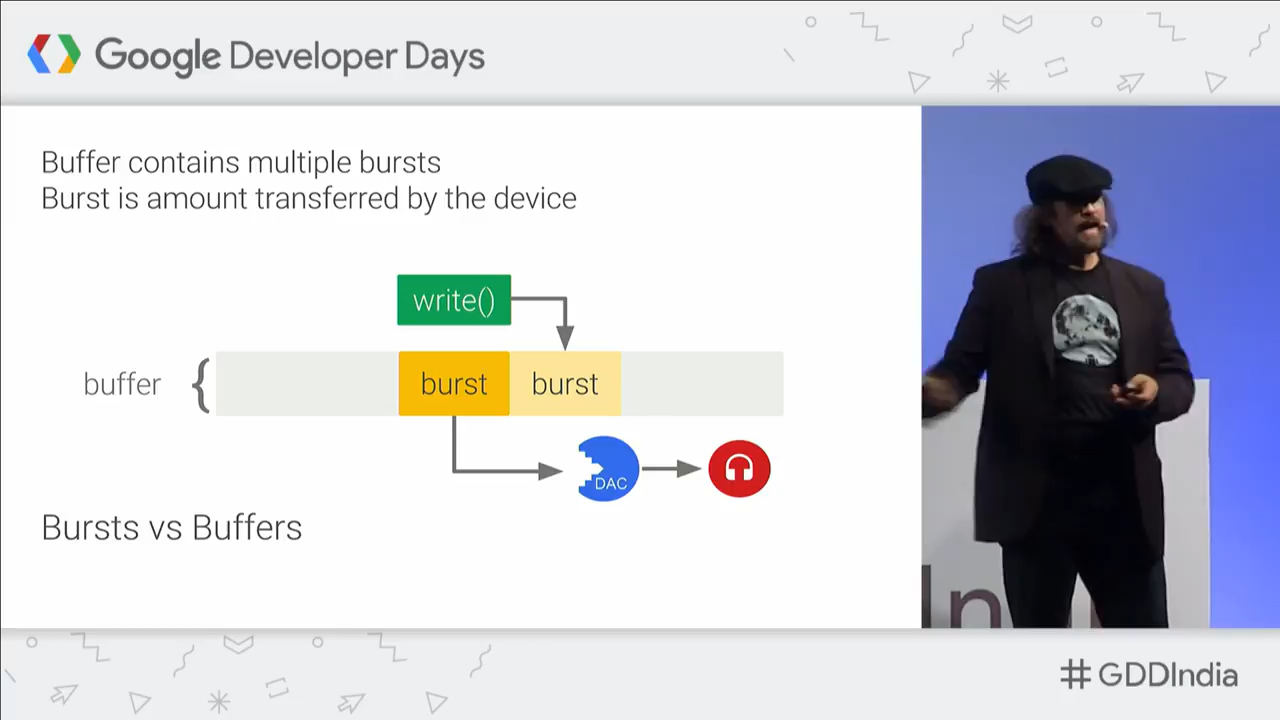 Google Developer Days
Buffer contains multiple bursts
Burst is amount transferred by the device
write()
buffer
burst
burst
DAC
Bursts vs Buffers
In
#GDDIndia